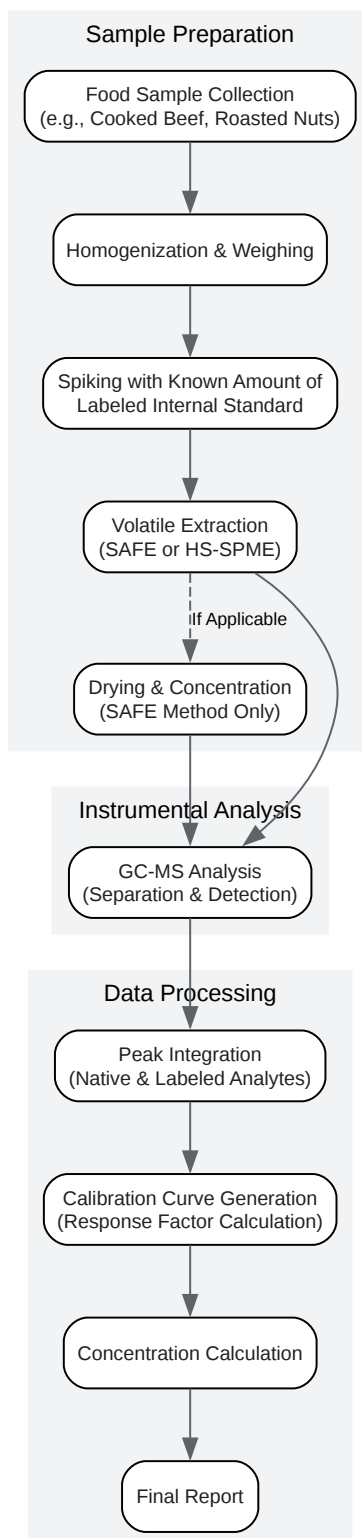 Sample Preparation
Food Sample Collection
(e.g., Cooked Beef, Roasted Nuts)
Homogenization & Weighing
Spiking with Known Amount of
Labeled Internal Standard
Volatile Extraction
(SAFE or HS-SPME)
If Applicable
Drying & Concentration
(SAFE Method Only)
Instrumental Analysis
GC-MS Analysis
(Separation & Detection)
Data Processing
Peak Integration
(Native & Labeled Analytes)
Calibration Curve Generation
(Response Factor Calculation)
Concentration Calculation
Final Report